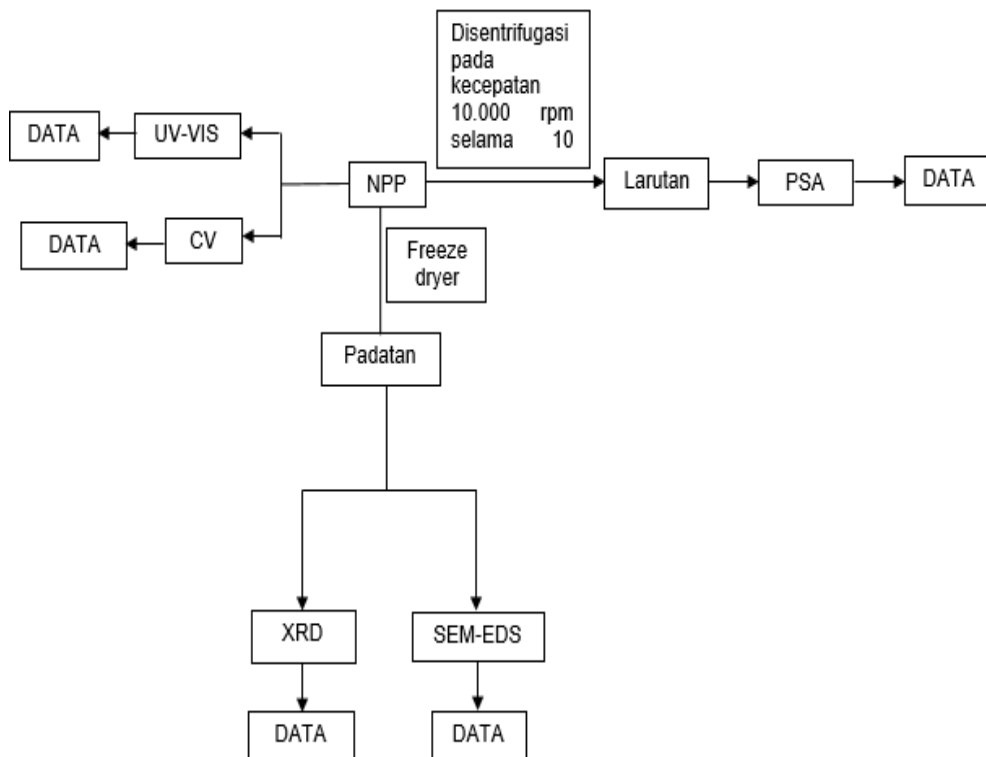 Disentrifugasi
pada
kecepatan
10.000 rpm
selama 10
DATA
UV-VIS
NPP
Larutan
PSA
DATA
DATA
CV
Freeze
dryer
Padatan
XRD
SEM-EDS
DATA
DATA